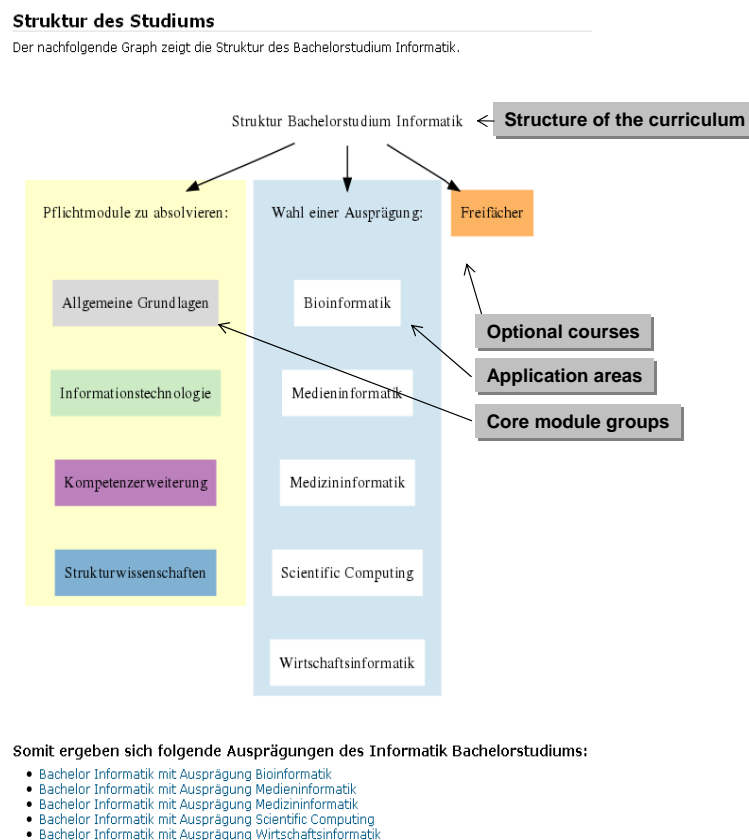 Struktur des Studiums
Der nachfolgende Graph zeigt die Struktur des Bachelorstudium Informatik.
Struktur Bachelorstudium Informatik
Structure of the curriculum
Pflichtmodule zu absolvieren:
Wahl einer Ausprägung:
Freifächer
Allgemeine Grundlagen
Bioinformatik
Optional courses
Application areas
Informationstechnologie
Medieninformatik
Core module groups
Kompetenzerweiterung
Medizininformatik
Strukturwissenschaften
Scientific Computing
Wirtschaftsinformatik
Somit ergeben sich folgende Ausprägungen des Informatik Bachelorstudiums:
• Bachelor Informatik mit Ausprägung Bioinformatik
• Bachelor Informatik mit Ausprägung Medieninformatik
• Bachelor Informatik mit Ausprägung Medizininformatik
• Bachelor Informatik mit Ausprägung Scientific Computing
• Bachelor Informatik mit Ausprägung Wirtschaftsinformatik